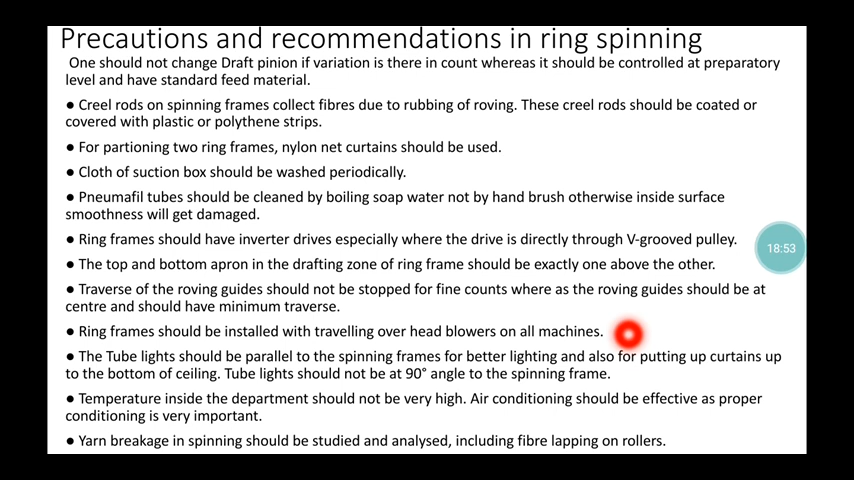 Precautions and recommendations in ring spinning
One should not change Draft pinion if variation is there in count whereas it should be controlled at preparatory
level and have standard feed material.
● Creel rods on spinning frames collect fibres due to rubbing of roving. These creel rods should be coated or
covered with plastic or polythene strips.
● For partioning two ring frames, nylon net curtains should be used.
● Cloth of suction box should be washed periodically.
● Pneumafil tubes should be cleaned by boiling soap water not by hand brush otherwise inside surface
smoothness will get damaged.
● Ring frames should have inverter drives especially where the drive is directly through V-grooved pulley.
18:53
● The top and bottom apron in the drafting zone of ring frame should be exactly one above the other.
● Traverse of the roving guides should not be stopped for fine counts where as the roving guides should be at
centre and should have minimum traverse.
● Ring frames should be installed with travelling over head blowers on all machines.
● The Tube lights should be parallel to the spinning frames for better lighting and also for putting up curtains up
to the bottom of ceiling. Tube lights should not be at 90° angle to the spinning frame.
● Temperature inside the department should not be very high. Air conditioning should be effective as proper
conditioning is very important.
● Yarn breakage in spinning should be studied and analysed, including fibre lapping on rollers.